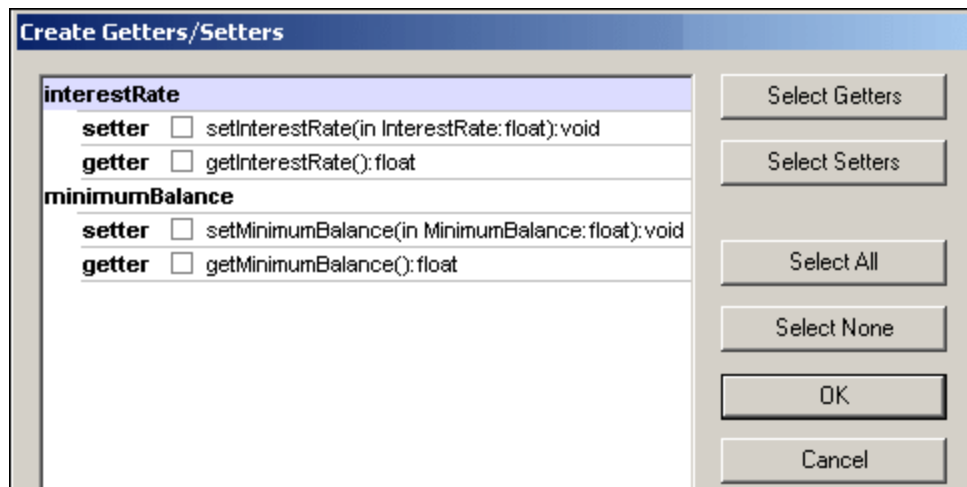 Create Getters/Setters
interestRate
setter setInterestRate(in InterestRate:float):void
getter getInterestRate():float
minimumBalance
setter setMinimumBalance(in MinimumBalance:float):void
getter getMinimumBalance():float
Select Getters
Select Setters
Select All
Select None
OK
Cancel